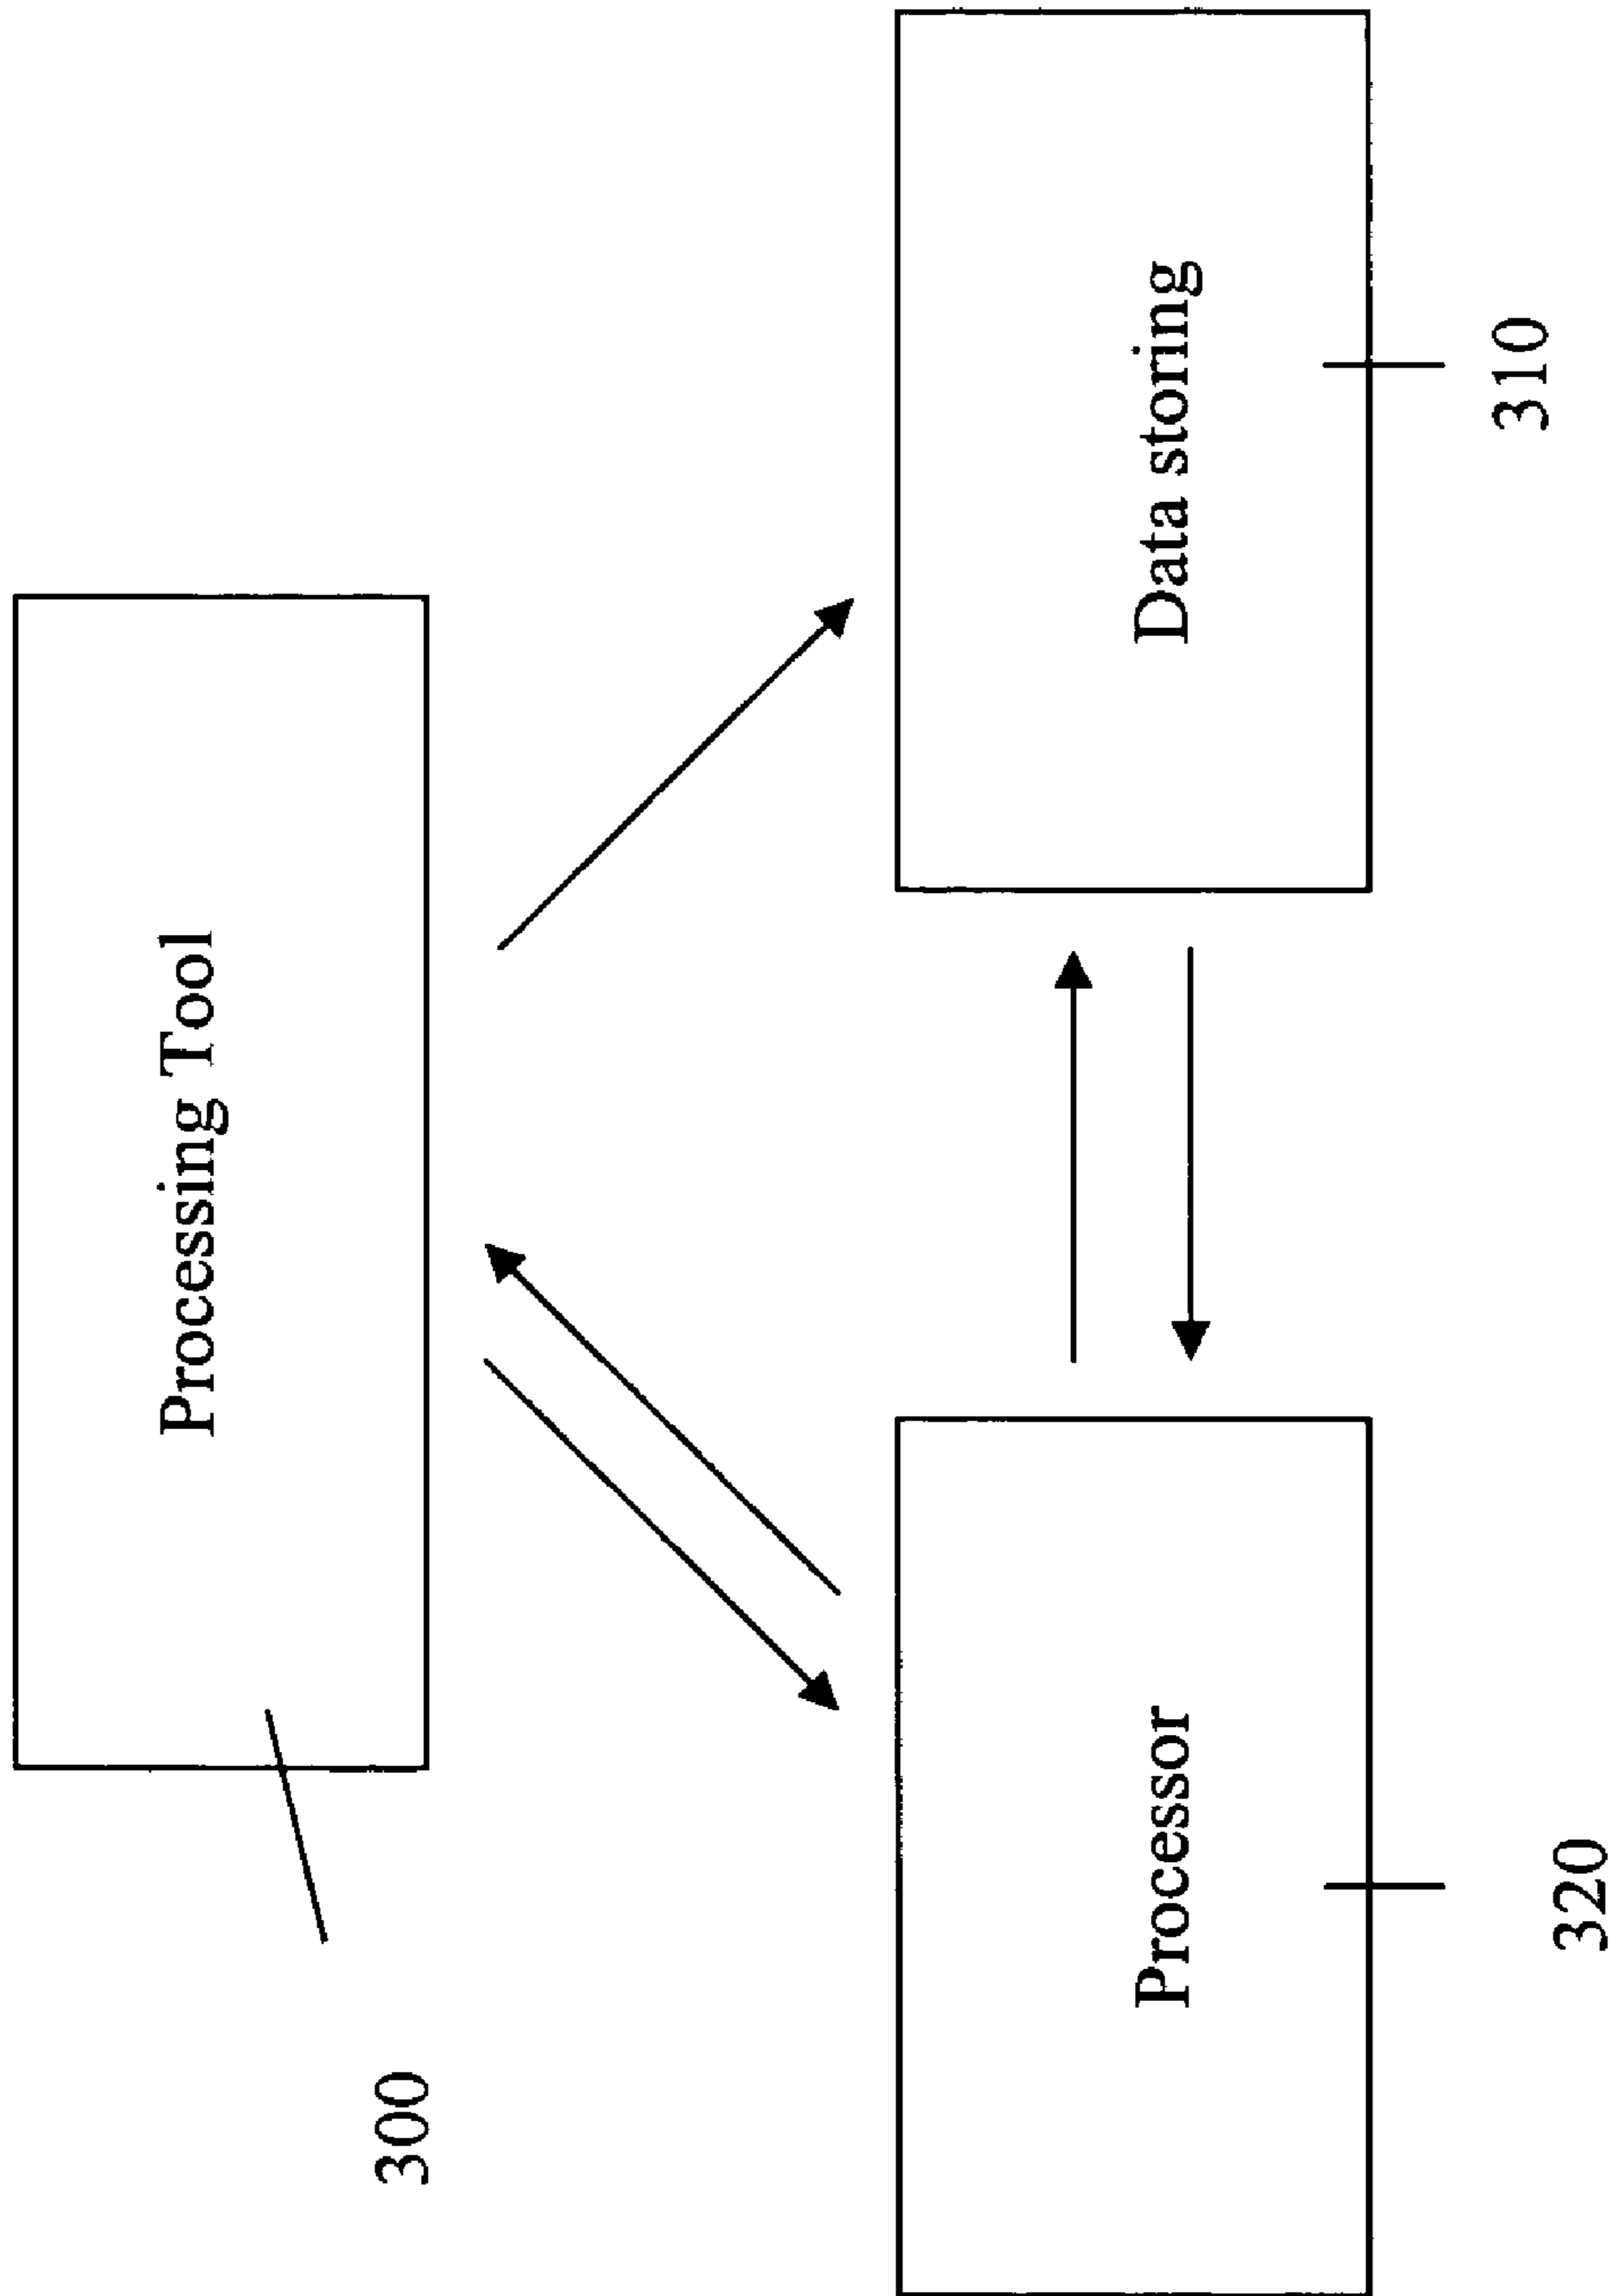 Processing Tool
300
Processor
Data storing
320
310